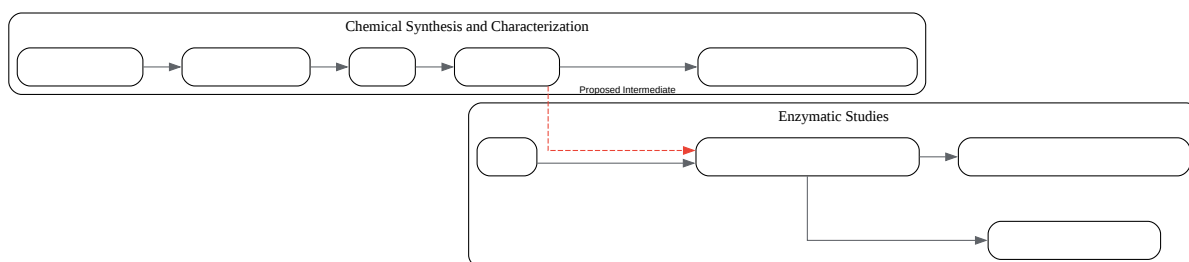 Chemical Synthesis and Characterization
Proposed Intermediate
Enzymatic Studies